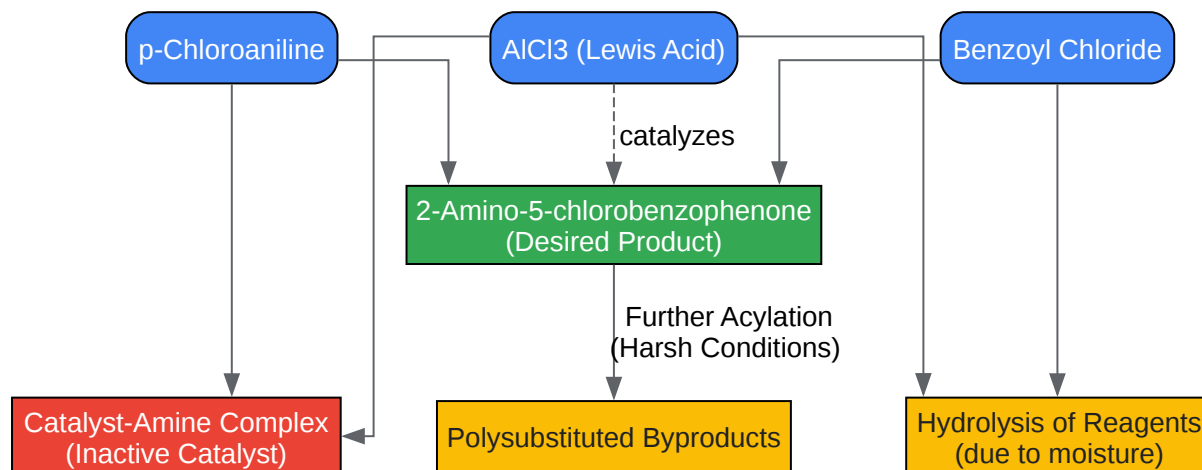 p-Chloroaniline
AlCl3 (Lewis Acid)
Benzoyl Chloride
catalyzes
2-Amino-5-chlorobenzophenone
(Desired Product)
Further Acylation
(Harsh Conditions)
Catalyst-Amine Complex
(Inactive Catalyst)
Polysubstituted Byproducts
Hydrolysis of Reagents
(due to moisture)